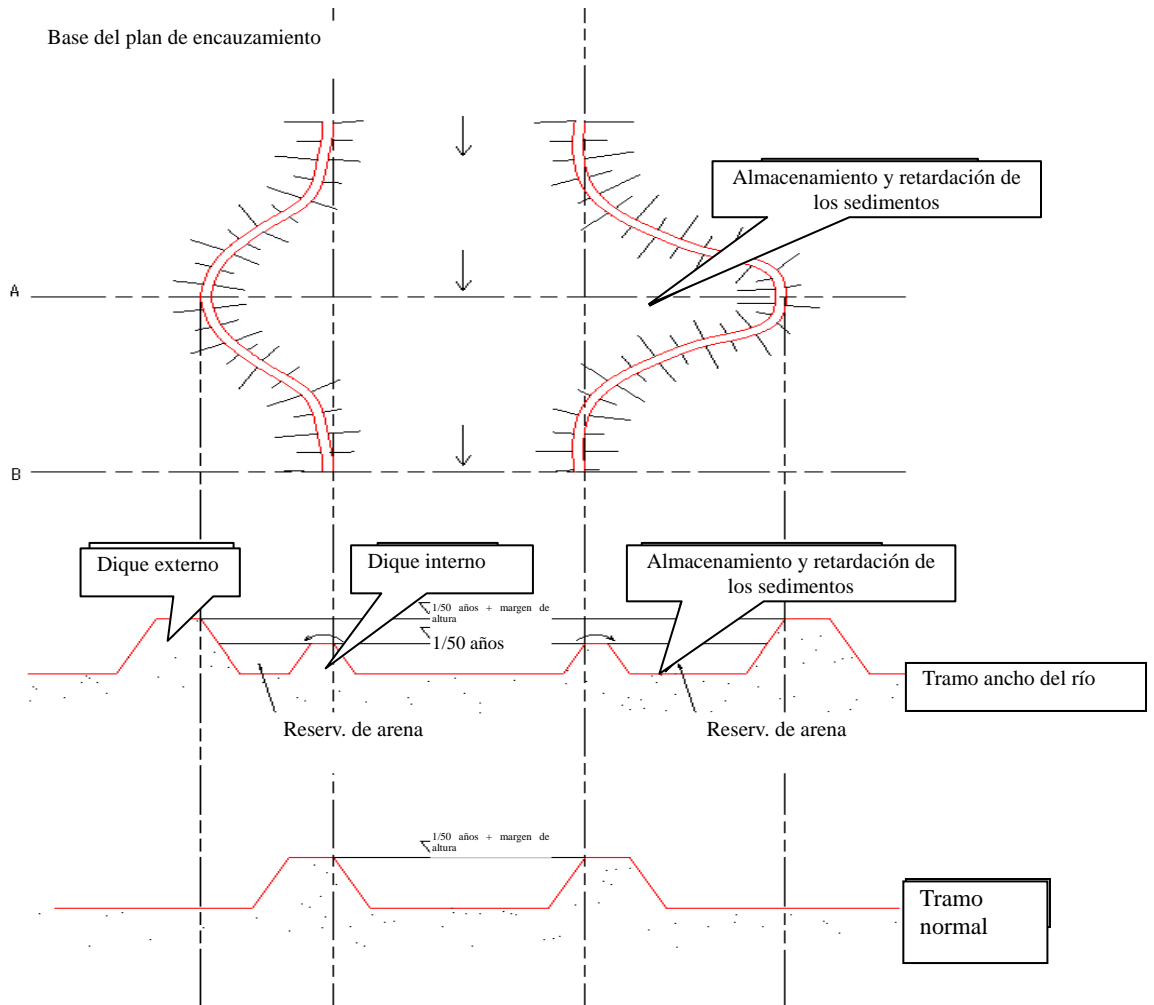 Base del plan de encauzamiento
Almacenamiento y retardación de
los sedimentos
A
B
Dique externo
Dique interno
Almacenamiento y retardación de
los sedimentos
1/50 años + margen de
altura
1/50 años
Tramo ancho del río
Reserv. de arena
Reserv. de arena
1/50 años + margen de
altura
Tramo
normal